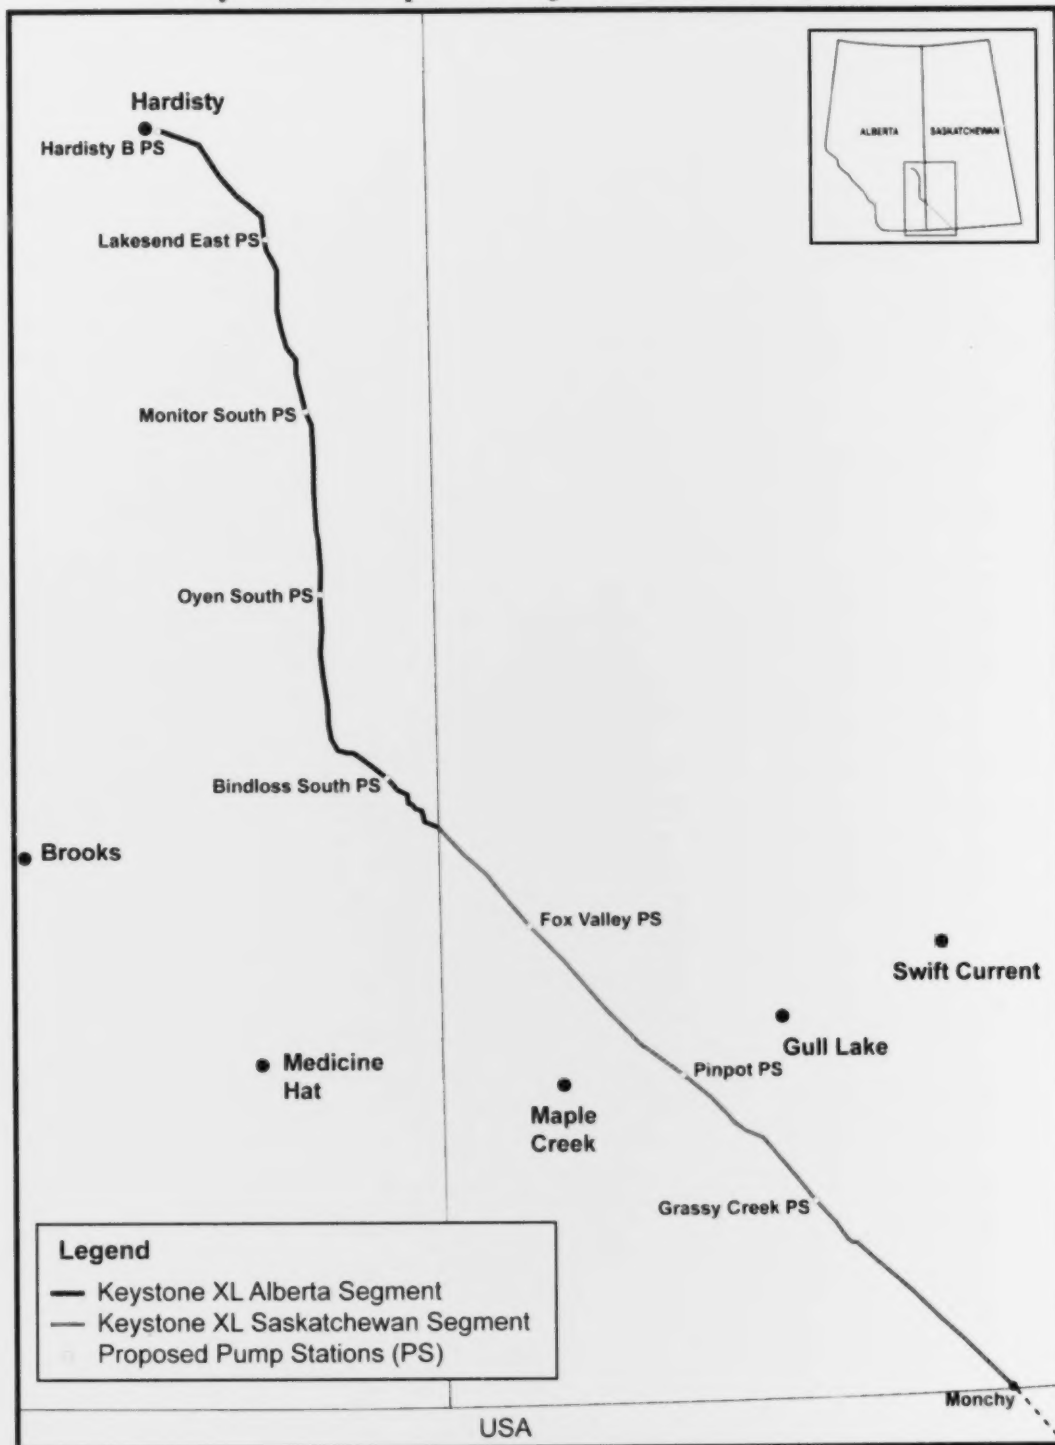 Hardisty
Hardisty B PS
ALBERTA
SASKATCHEWAN
Lakesend East PS
Monitor South PS
Oyen South PS
Bindloss South PS
Brooks
Fox Valley PS
Swift Current
Gull Lake
Medicine
Hat
Pinpot PS
Maple
Creek
Grassy Creek PS
Legend
Keystone XL Alberta Segment
Keystone XL Saskatchewan Segment
Proposed Pump Stations (PS)
Monchy
USA